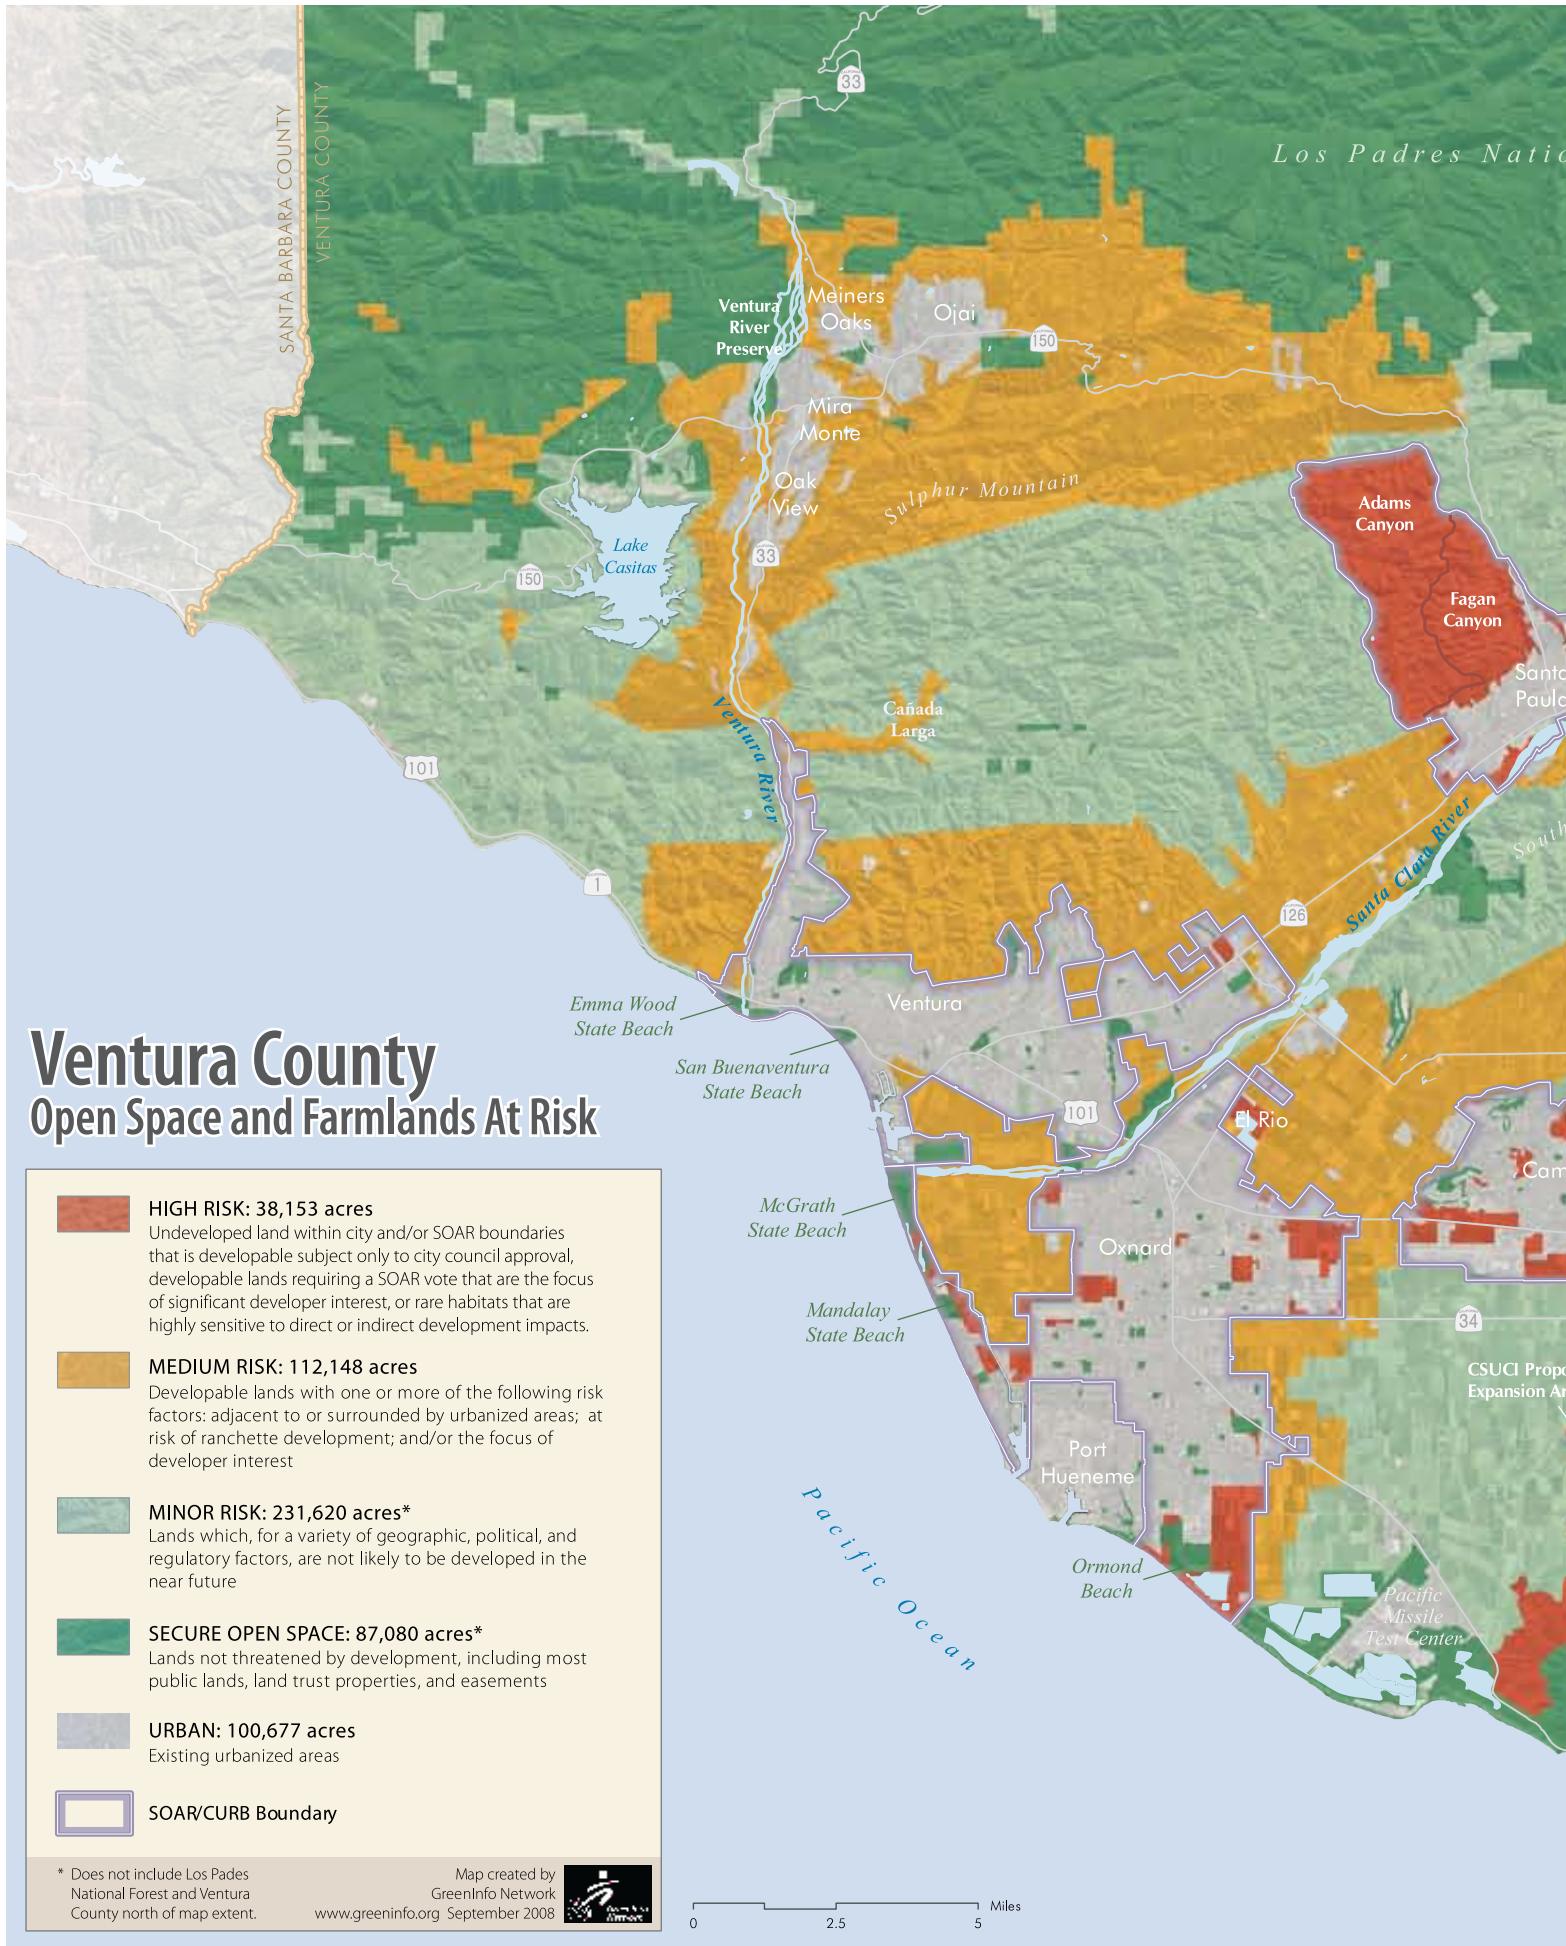 SANTA BARBARA COUNTY
VENTURA COUNTY
33
Los Padres Natio
Ventura
River
Preserve
Meiners
Oaks
Ojai
150
Mira
Monte
Oak
View
Sulphur Mountain
33
Lake
Casitas
150
Adams
Canyon
Fagan
Canyon
Santa
Paula
Cañada
Larga
Ventura River
101
1
126
Santa Clara River
South
Ventura
Emma Wood
State Beach
San Buenaventura
State Beach
101
El Rio
Cam
McGrath
State Beach
Oxnard
Mandalay
State Beach
34
CSUCI Propo
Expansion Ar
Port
Hueneme
Pacific Ocean
Ormond
Beach
Pacific
Missile
Test Center
Ventura County
Open Space and Farmlands At Risk
HIGH RISK: 38,153 acres
Undeveloped land within city and/or SOAR boundaries
that is developable subject only to city council approval,
developable lands requiring a SOAR vote that are the focus
of significant developer interest, or rare habitats that are
highly sensitive to direct or indirect development impacts.
MEDIUM RISK: 112,148 acres
Developable lands with one or more of the following risk
factors: adjacent to or surrounded by urbanized areas; at
risk of ranchette development; and/or the focus of
developer interest
MINOR RISK: 231,620 acres*
Lands which, for a variety of geographic, political, and
regulatory factors, are not likely to be developed in the
near future
SECURE OPEN SPACE: 87,080 acres*
Lands not threatened by development, including most
public lands, land trust properties, and easements
URBAN: 100,677 acres
Existing urbanized areas
SOAR/CURB Boundary
* Does not include Los Pades
National Forest and Ventura
County north of map extent.
Map created by
GreenInfo Network
www.greeninfo.org September 2008
0 2.5 5 Miles